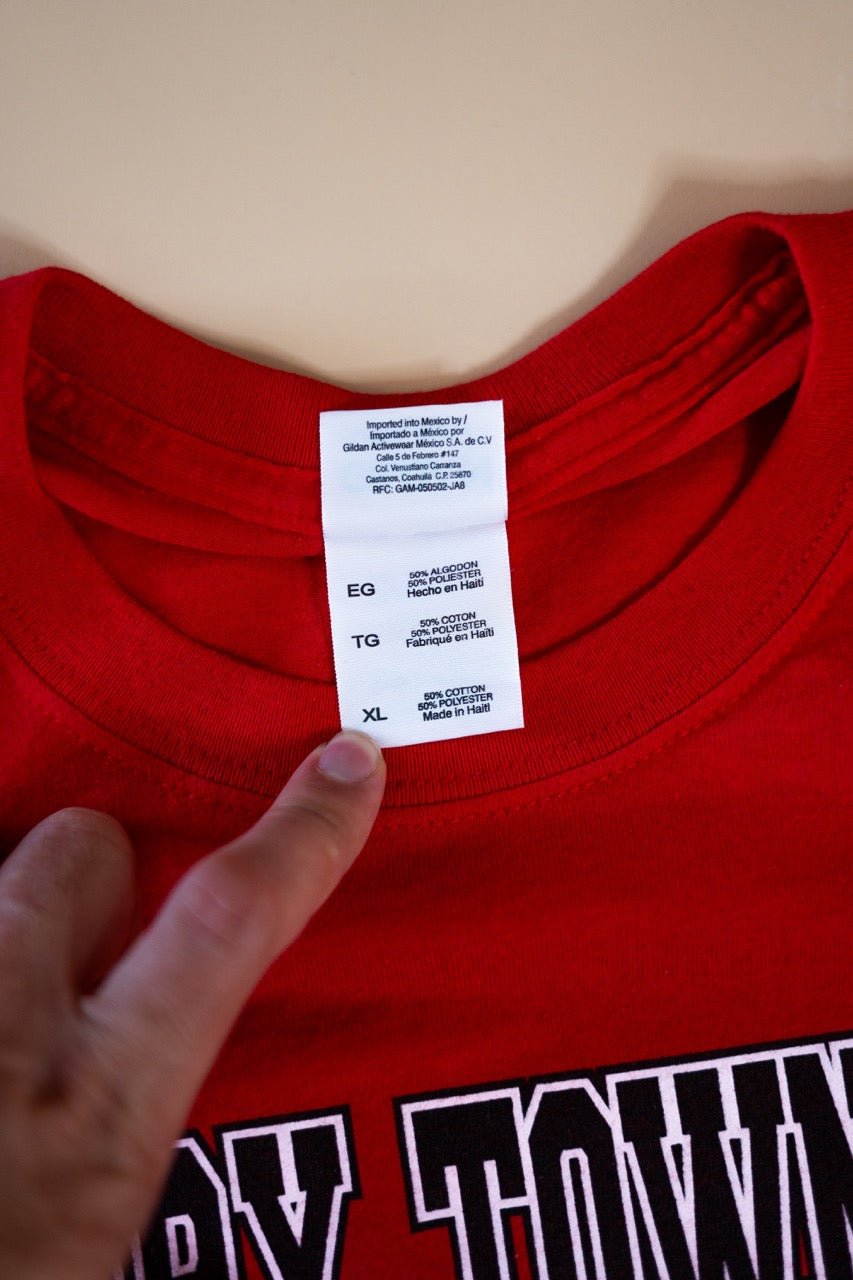 Imported into Mexico by /
Importado a México por
Gildan Activewear México S.A. de C.V
Calle 5 de Febrero #147
Col. Venustiano Carranza
Castanos, Coahuila C.P. 25870
RFC: GAM-050502-JA8
EG
50% ALGODON
50% POLIESTER
Hecho en Haití
TG
50% COTON
50% POLYESTER
Fabriqué en Haïti
XL
50% COTTON
50% POLYESTER
Made in Haiti
TOWN